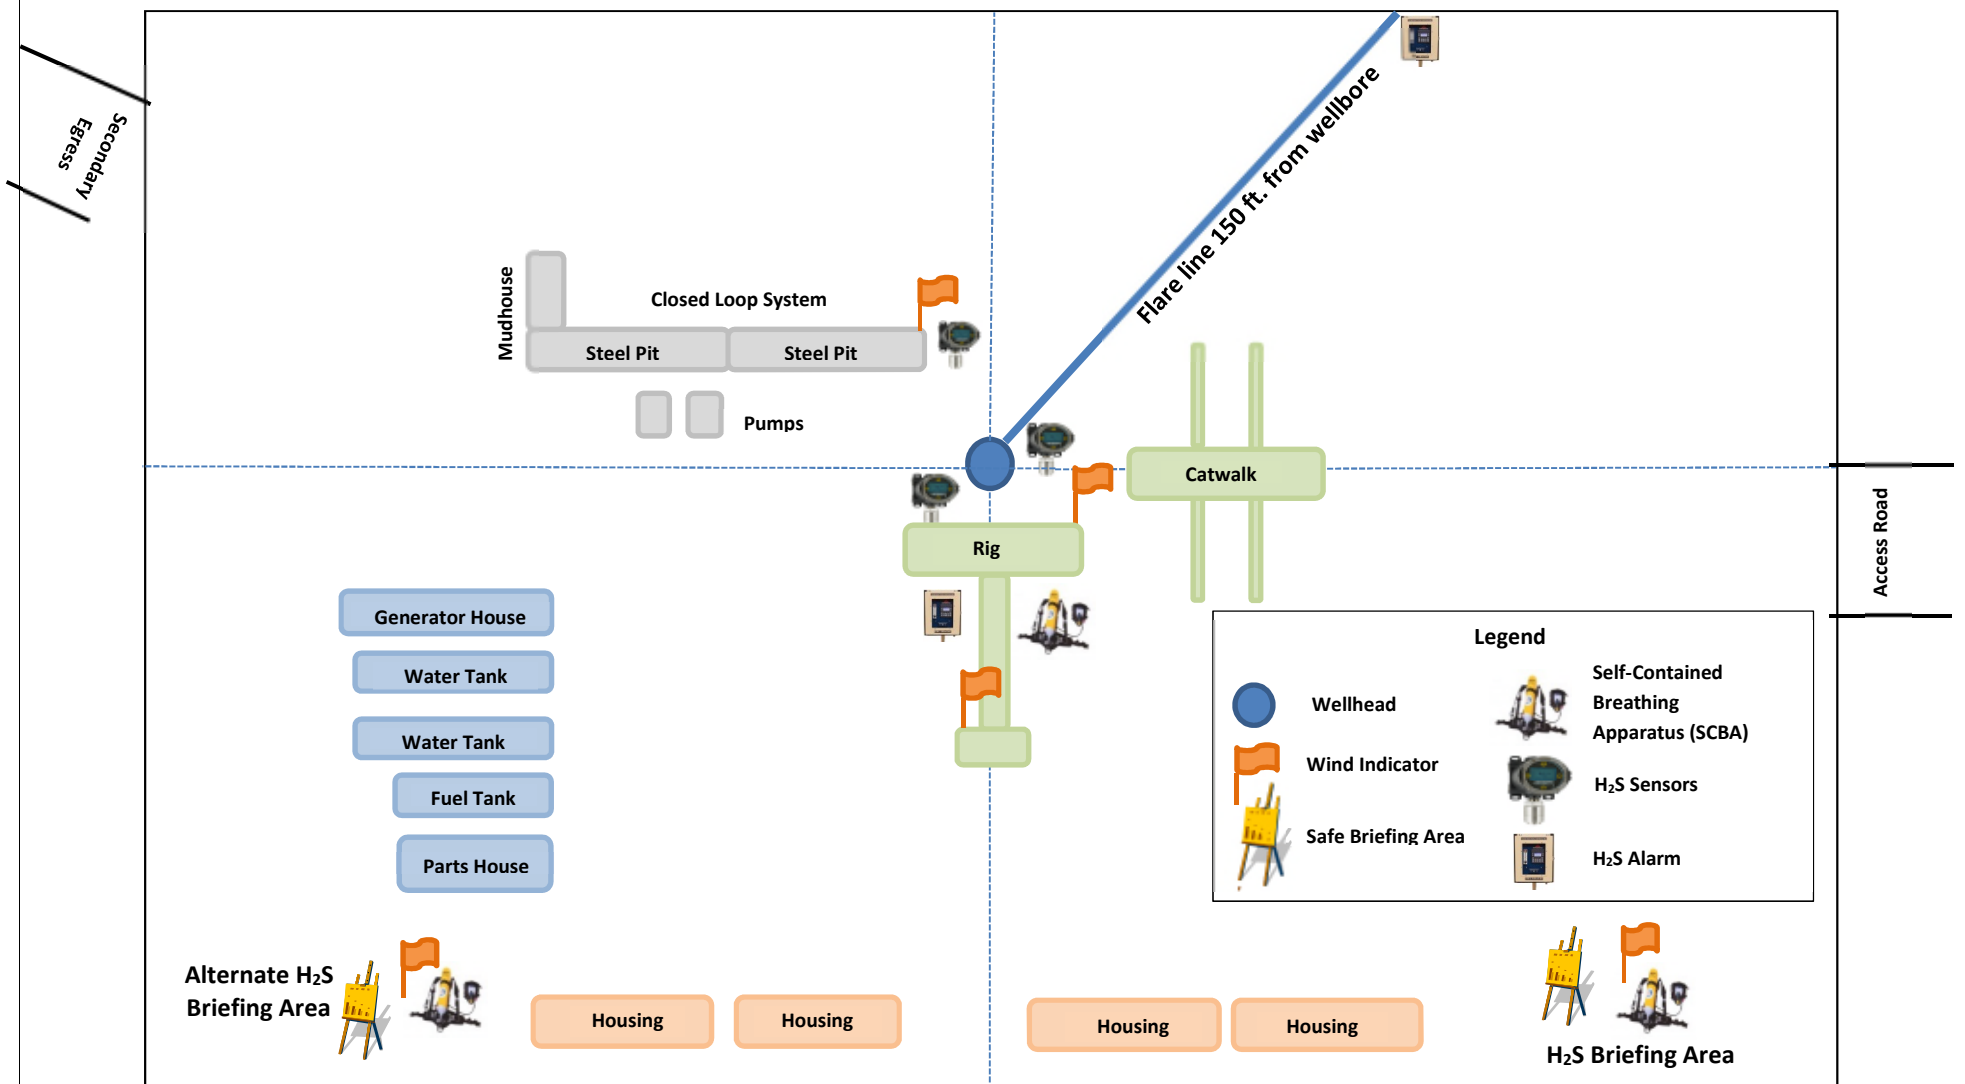 Secondary
Egress
Flare line 150 ft. from wellbore
Mudhouse
Closed Loop System
Steel Pit
Steel Pit
Pumps
Catwalk
Access Road
Rig
Generator House
Water Tank
Water Tank
Fuel Tank
Parts House
Legend
Wellhead
Wind Indicator
Safe Briefing Area
Self-Contained
Breathing
Apparatus (SCBA)
H₂S Sensors
H₂S Alarm
Alternate H₂S
Briefing Area
Housing
Housing
Housing
Housing
H₂S Briefing Area